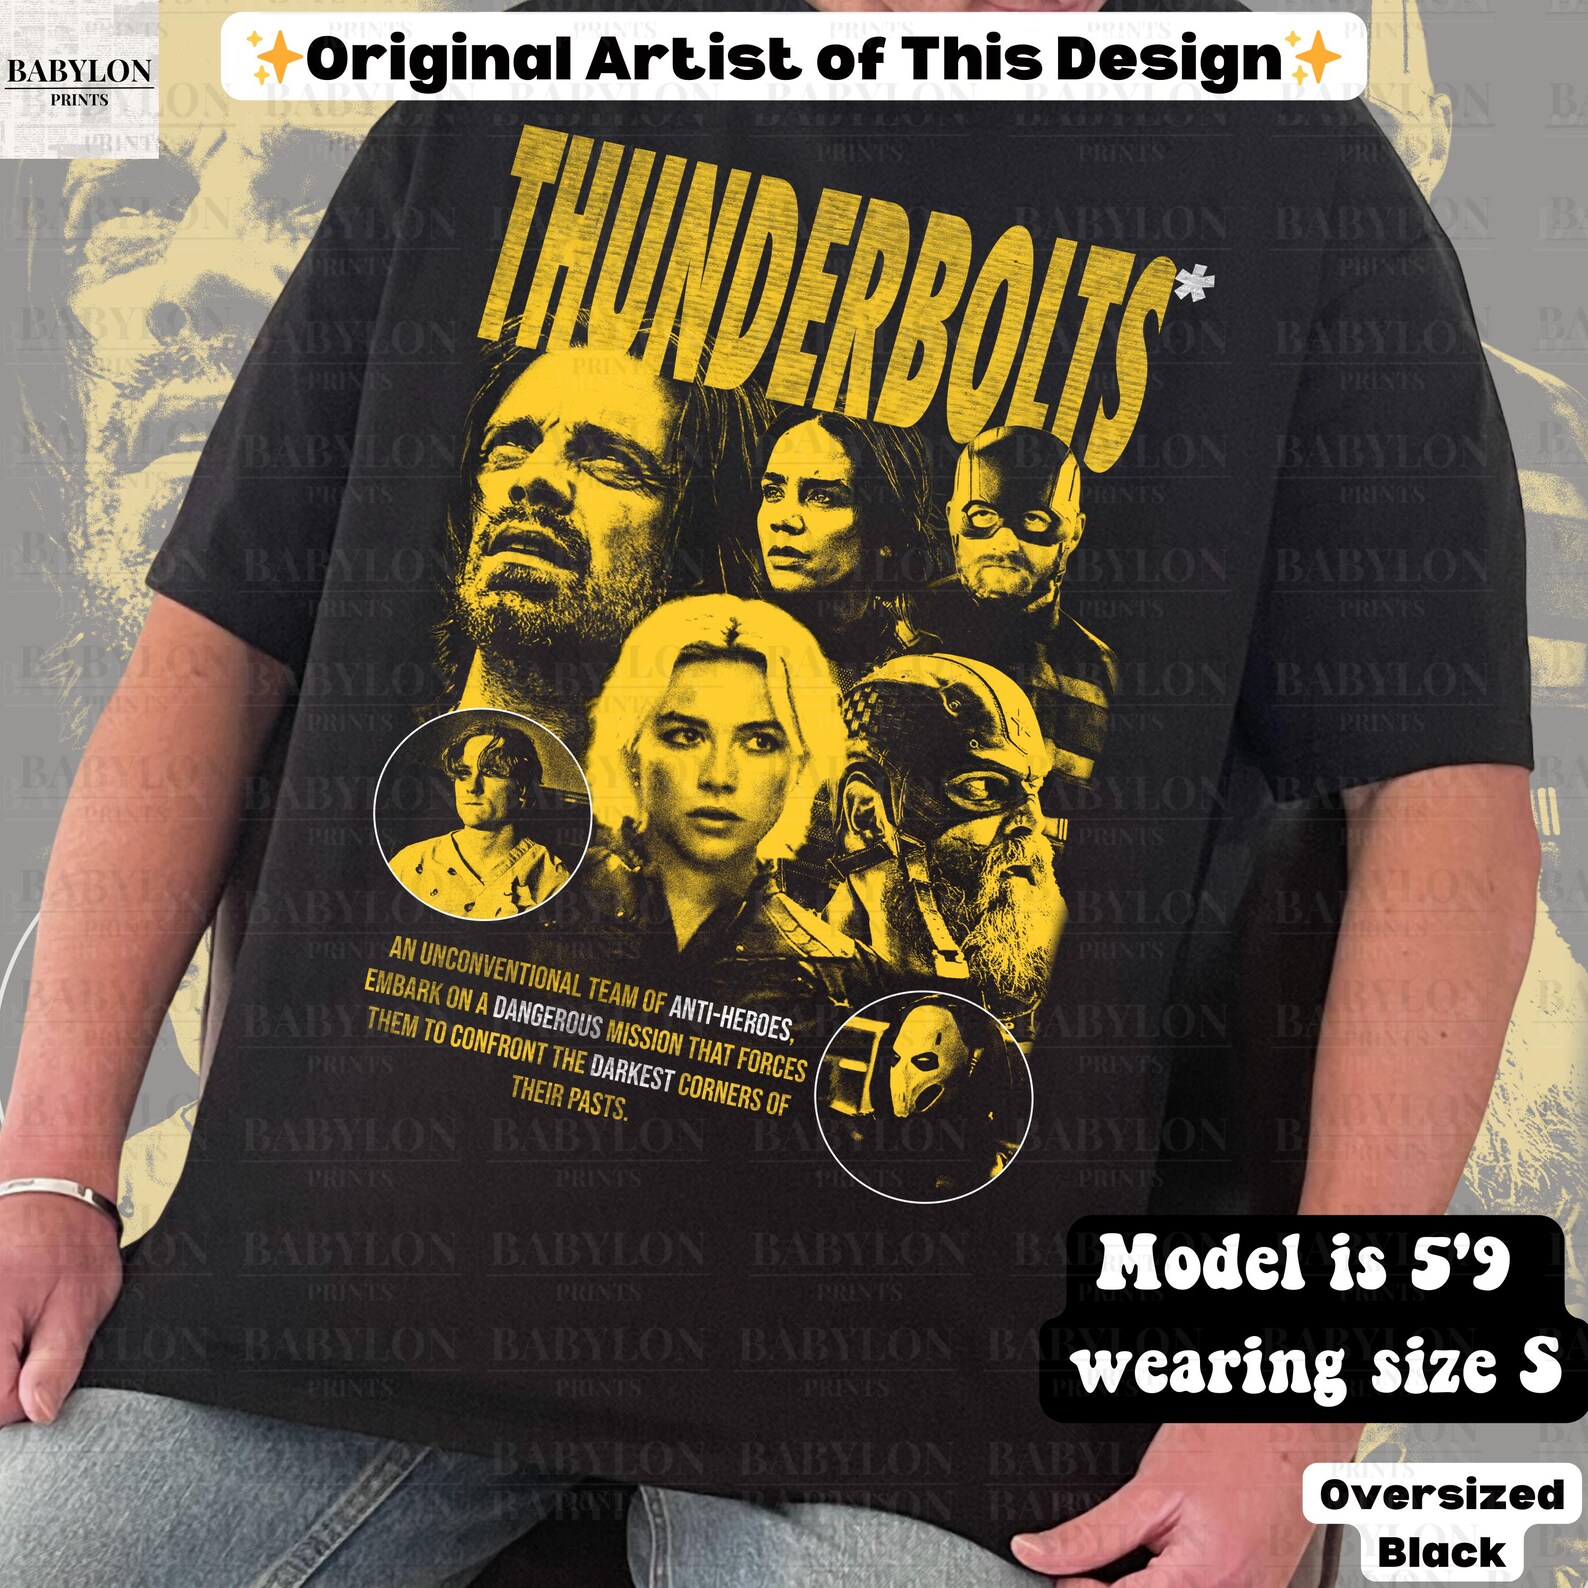 BABYLON
PRINTS
✨Original Artist of This Design✨
THUNDERBOLTS*
AN UNCONVENTIONAL TEAM OF ANTI-HEROES,
EMBARK ON A DANGEROUS MISSION THAT FORCES
THEM TO CONFRONT THE DARKEST CORNERS OF
THEIR PASTS.
Model is 5'9
wearing size S
Oversized
Black